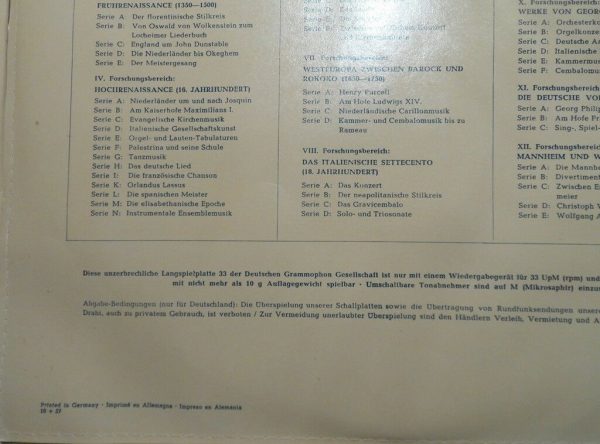 FRÜHRENAISSANCE (1350—1500)
Serie A: Der florentinische Stilkreis
Serie B: Von Oswald von Wolkenstein zum
Locheimer Liederbuch
Serie C: England um John Dunstable
Serie D: Die Niederländer bis Okeghem
Serie E: Der Meistergesang
IV. Forschungsbereich:
HOCHRENAISSANCE (16. JAHRHUNDERT)
Serie A: Niederländer um und nach Josquin
Serie B: Am Kaiserhofe Maximilians I.
Serie C: Evangelische Kirchenmusik
Serie D: Italienische Gesellschaftskunst
Serie E: Orgel- und Lauten-Tabulaturen
Serie F: Palestrina und seine Schule
Serie G: Tanzmusik
Serie H: Das deutsche Lied
Serie I: Die französische Chanson
Serie K: Orlandus Lassus
Serie L: Die spanischen Meister
Serie M: Die elisabethanische Epoche
Serie N: Instrumentale Ensemblemusik
VII. Forschungsbereich:
WESTEUROPA ZWISCHEN BAROCK UND
ROKOKO (1650—1750)
Serie A: Henry Purcell
Serie B: Am Hofe Ludwigs XIV.
Serie C: Niederländische Carillonmusik
Serie D: Kammer- und Cembalomusik bis zu
Rameau
VIII. Forschungsbereich:
DAS ITALIENISCHE SETTECENTO
(18. JAHRHUNDERT)
Serie A: Das Konzert
Serie B: Der neapolitanische Stilkreis
Serie C: Das Gravicembalo
Serie D: Solo- und Triosonate
X. Forschungsbereich:
WERKE VON GEORG
Serie A: Orchesterko
Serie B: Orgelkonze
Serie C: Deutsche A
Serie D: Italienische
Serie E: Kammermus
Serie F: Cembalomu
XI. Forschungsbereich:
DIE DEUTSCHE VO
Serie A: Georg Philip
Serie B: Am Hofe Fr
Serie C: Sing-, Spiel-
XII. Forschungsbereich:
MANNHEIM UND W
Serie A: Die Mannhe
Serie B: Divertiment
Serie C: Zwischen E
meier
Serie D: Christoph W
Serie E: Wolfgang A
Diese unzerbrechliche Langspielplatte 33 der Deutschen Grammophon Gesellschaft ist nur mit einem Wiedergabegerät für 33 UpM (rpm) und
mit nicht mehr als 10 g Auflagegewicht spielbar · Umschaltbare Tonabnehmer sind auf M (Mikrosaphir) einzust
Abgabe-Bedingungen (nur für Deutschland): Die Überspielung unserer Schallplatten sowie die Übertragung von Rundfunksendungen unsere
Draht, auch zu privatem Gebrauch, ist verboten / Zur Vermeidung unerlaubter Überspielung sind den Händlern Verleih, Vermietung und A
Printed in Germany · Imprimé en Allemagne · Impreso en Alemania
10 • 57